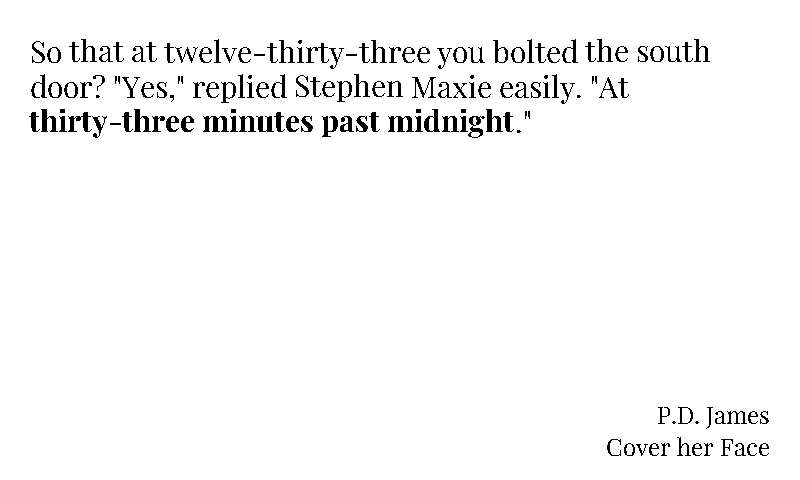 So that at twelve-thirty-three you bolted the south
door? "Yes," replied Stephen Maxie easily. "At
thirty-three minutes past midnight."
P.D. James
Cover her Face